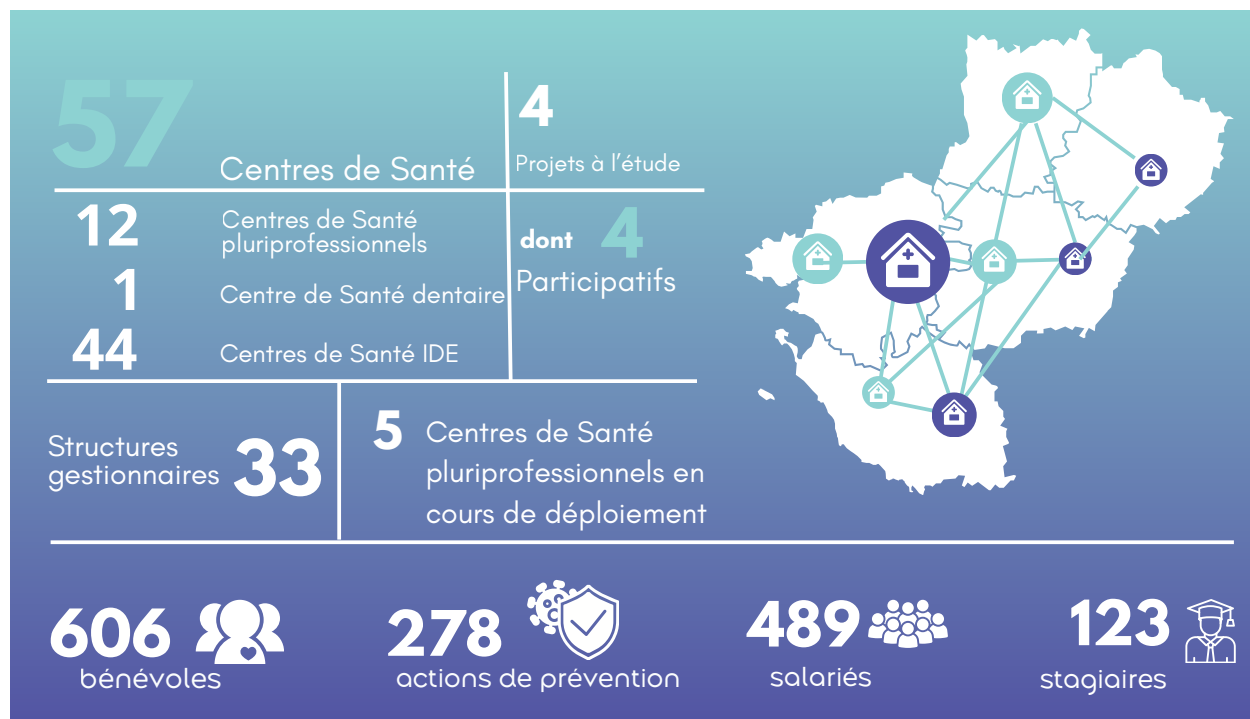 57
Centres de Santé
4
Projets à l’étude
12
Centres de Santé
pluriprofessionnels
1
Centre de Santé dentaire
44
Centres de Santé IDE
dont 4
Participatifs
Structures
gestionnaires
33
5
Centres de Santé
pluriprofessionnels en
cours de déploiement
606
bénévoles
278
actions de prévention
489
salariés
123
stagiaires